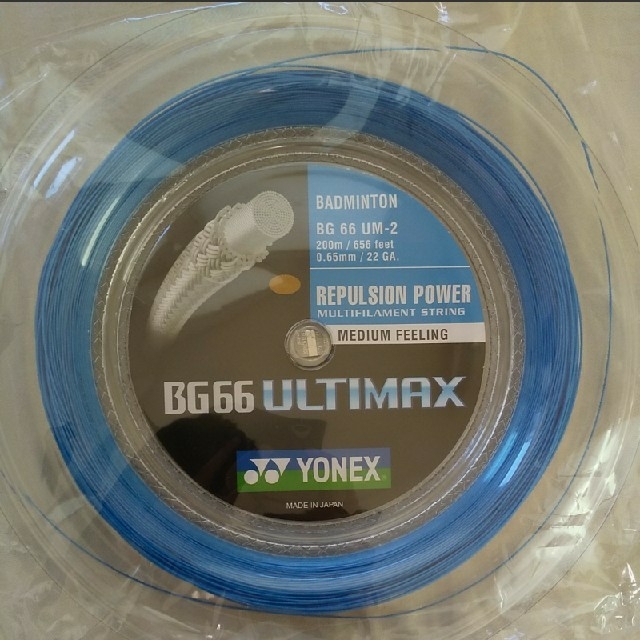 BADMINTON
BG 66 UM-2
200m / 656 feet
0.65mm / 22 GA.
REPULSION POWER
MULTIFILAMENT STRING
MEDIUM FEELING
BG66 ULTIMAX
YONEX
MADE IN JAPAN